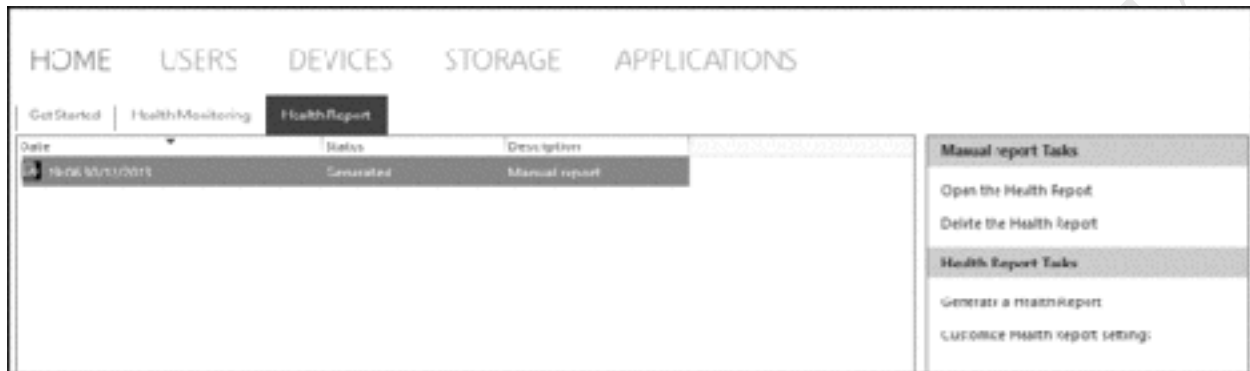 HOME USERS DEVICES STORAGE APPLICATIONS
Get Started Health Monitoring Health Report
Date Status Description
Generated Manual report
Manual report Tasks
Open the Health Report
Delete the Health Report
Health Report Tasks
Generate a Health Report
Customize Health Report settings